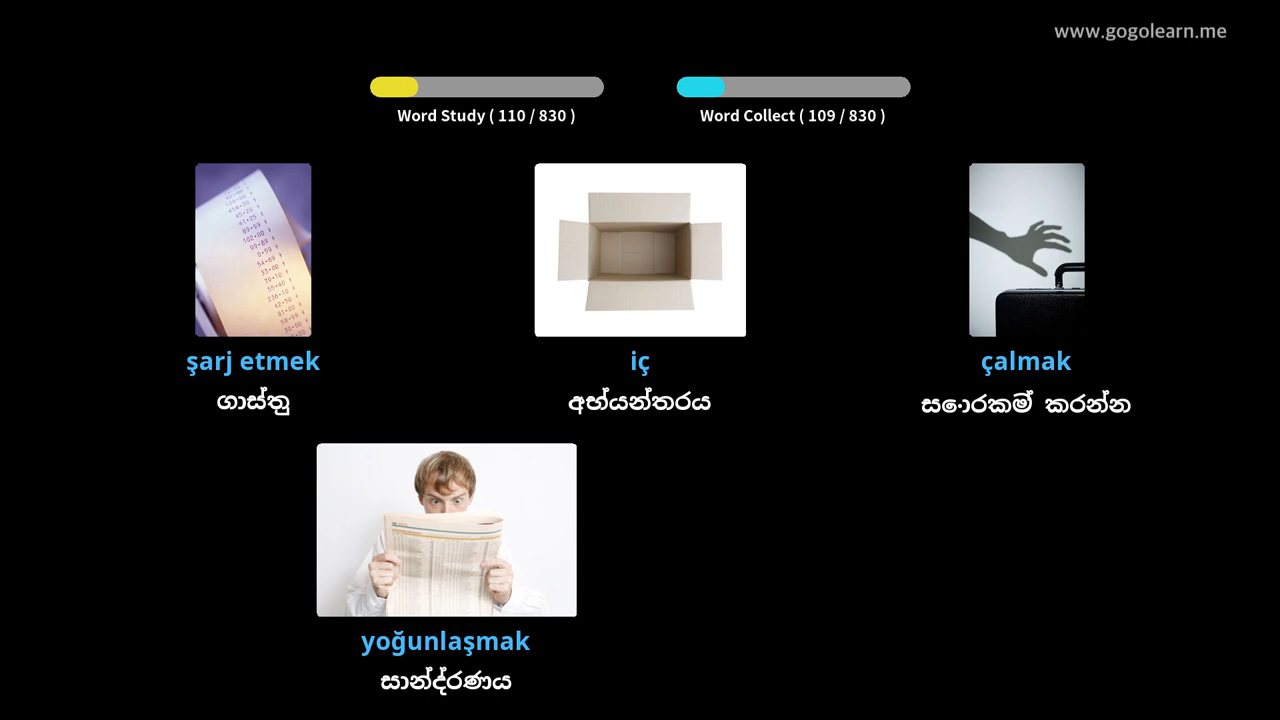 www.gogolearn.me
Word Study ( 110 / 830 )
Word Collect ( 109 / 830 )
şarj etmek
ගාස්තු
iç
අභ්යන්තරය
çalmak
සොරකම් කරන්න
yoğunlaşmak
සාන්ද්රණය